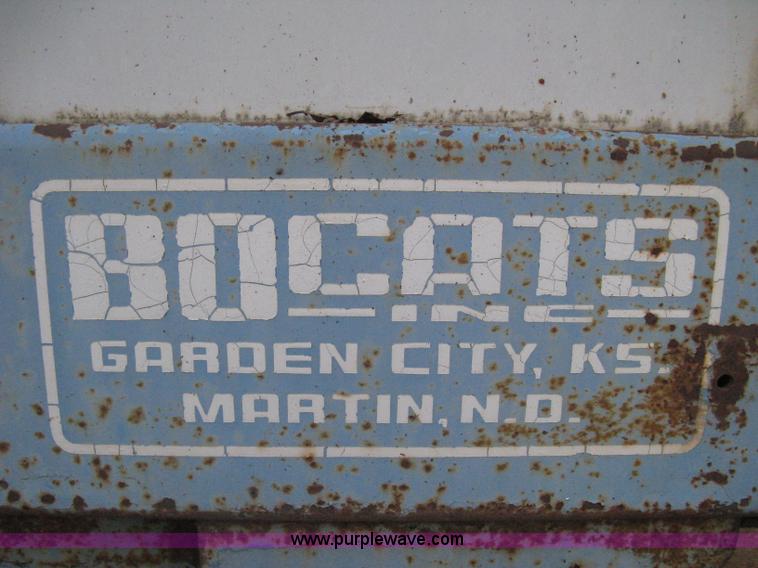 BOCATS
INC
GARDEN CITY, KS.
MARTIN, N.D.
www.purplewave.com